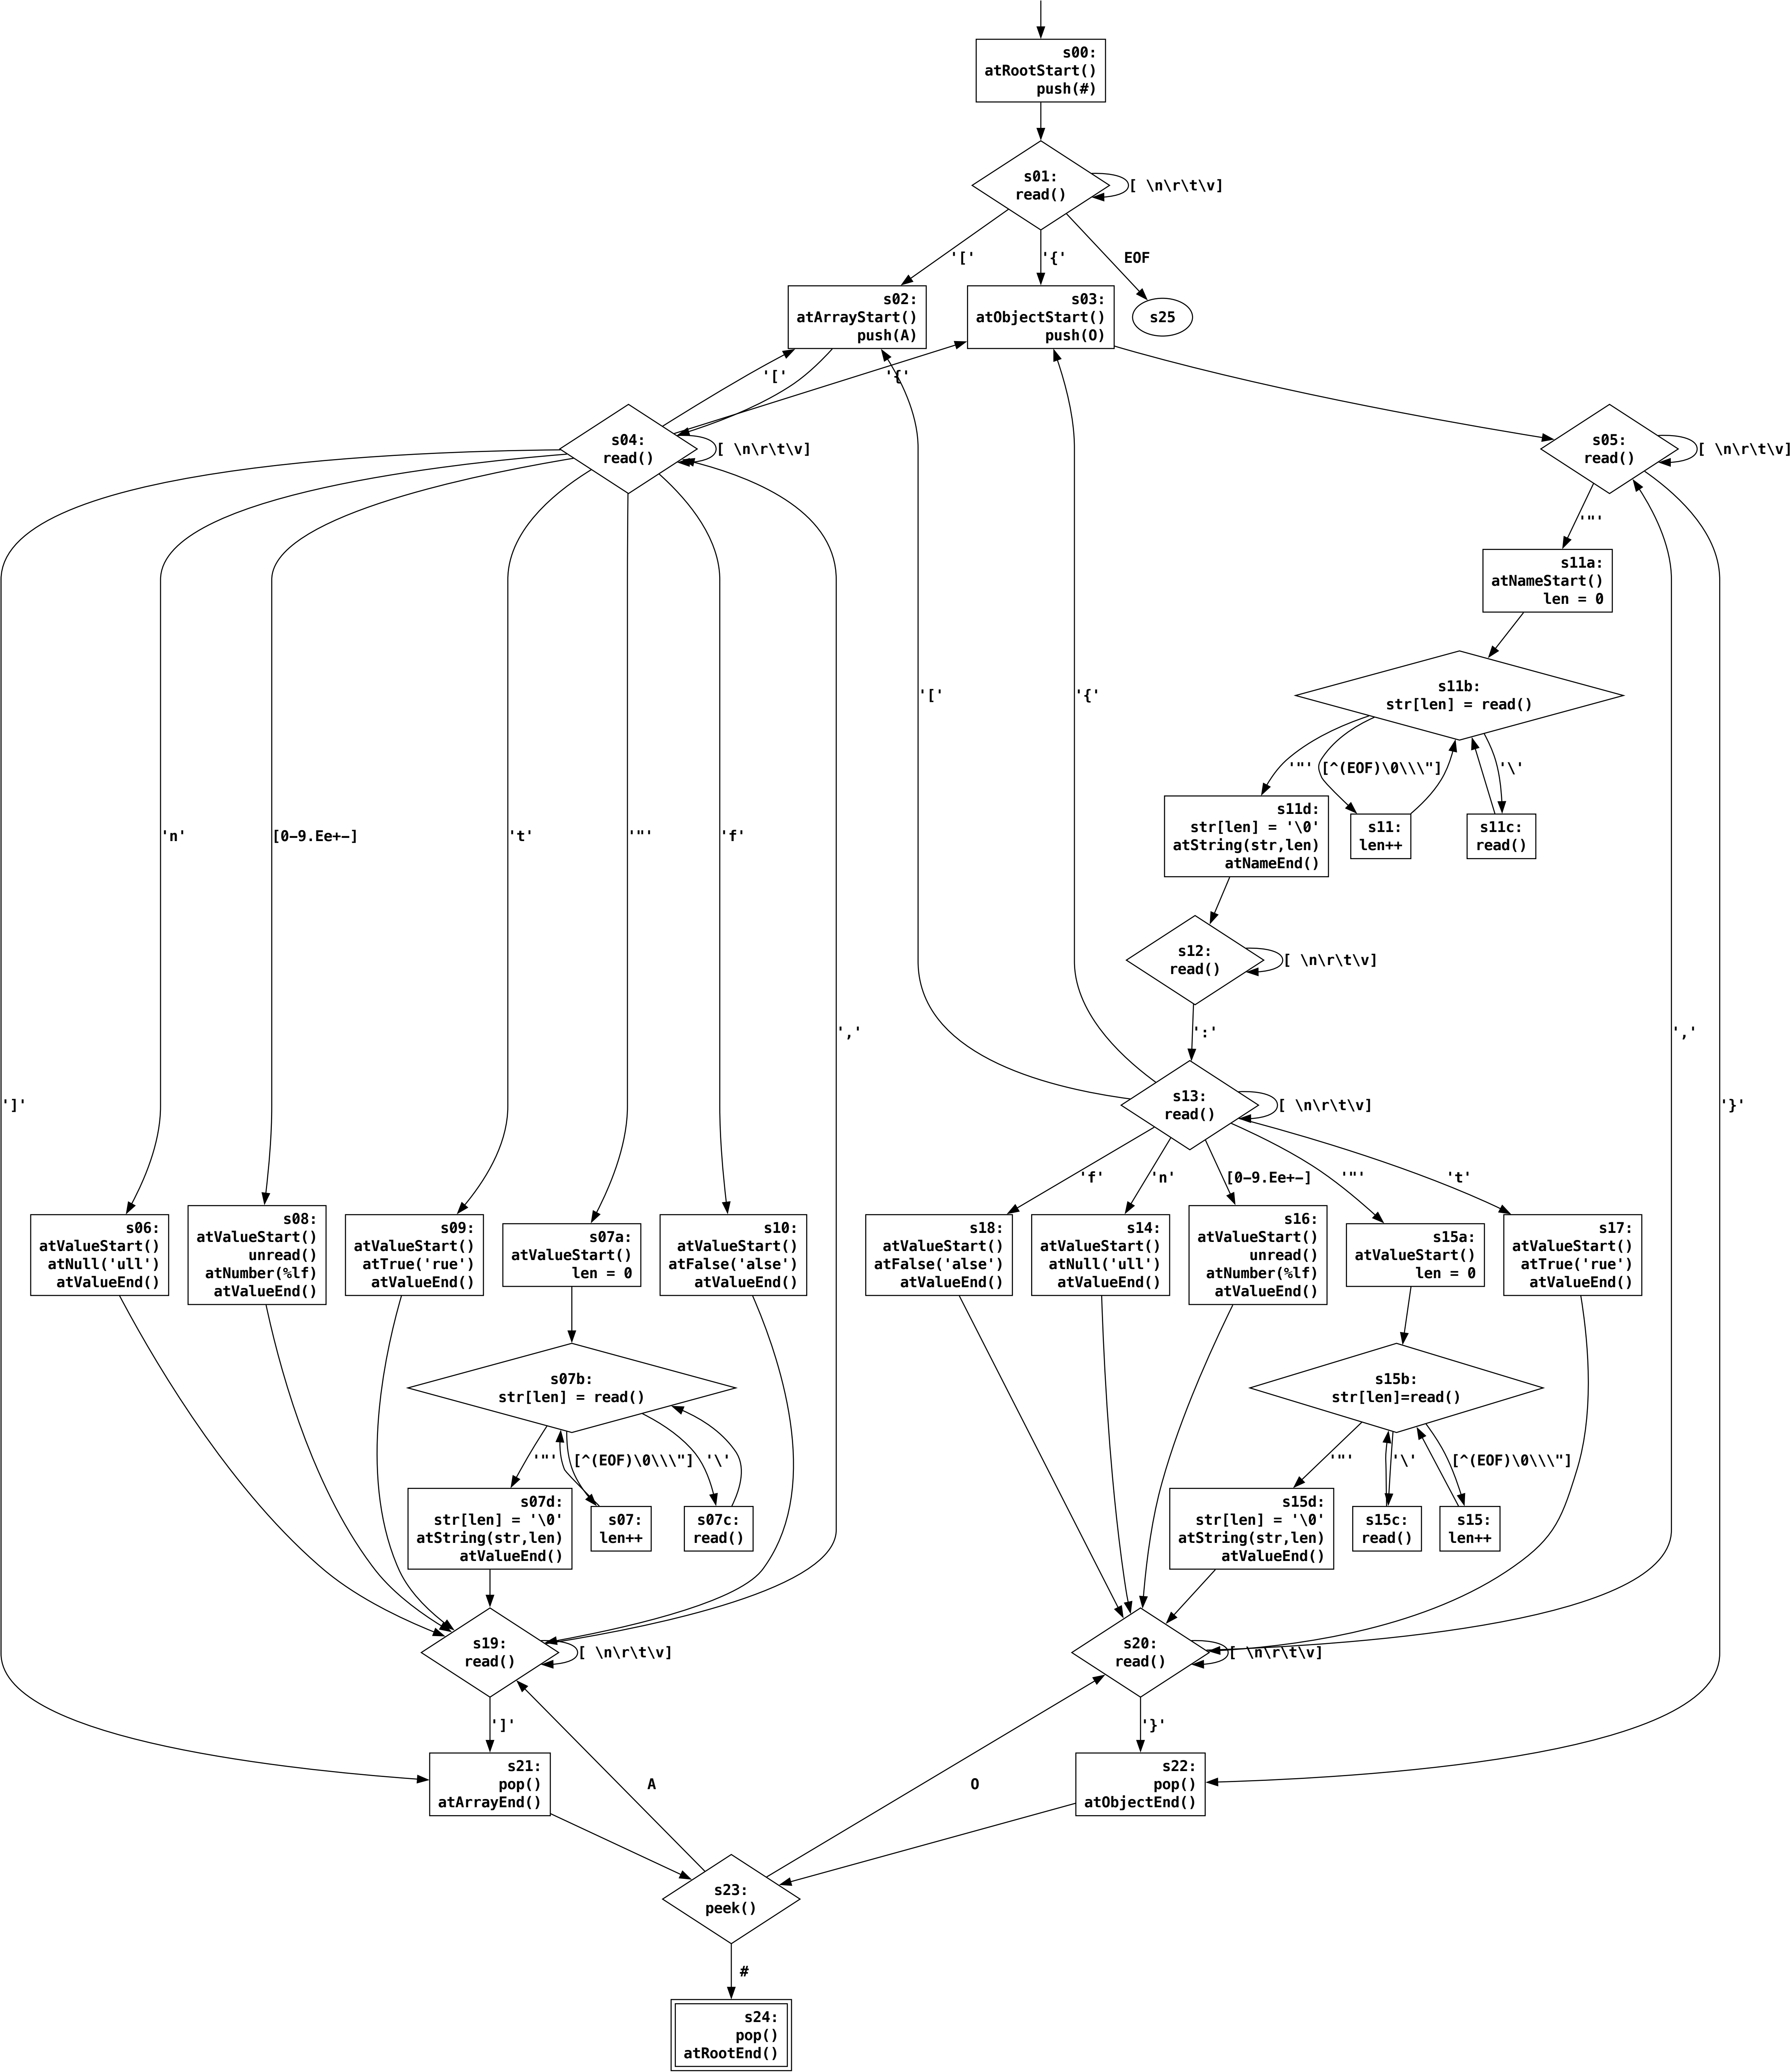 s00:
atRootStart()
push(#)
s01:
read()
[ \n\r\t\v]
'['
'{'
EOF
s02:
atArrayStart()
push(A)
s03:
atObjectStart()
push(O)
s25
'['
'{'
s04:
read()
[ \n\r\t\v]
s05:
read()
[ \n\r\t\v]
'"'
s11a:
atNameStart()
len = 0
'['
'{'
s11b:
str[len] = read()
'"'
[^(EOF)\0\\\"]
'\'
'n'
[0-9.Ee+-]
't'
'"'
'f'
s11d:
str[len] = '\0'
atString(str,len)
atNameEnd()
s11:
len++
s11c:
read()
s12:
read()
[ \n\r\t\v]
','
':'
','
']'
s13:
read()
[ \n\r\t\v]
'}'
'f'
'n'
[0-9.Ee+-]
'"'
't'
s06:
atValueStart()
atNull('ull')
atValueEnd()
s08:
atValueStart()
unread()
atNumber(%lf)
atValueEnd()
s09:
atValueStart()
atTrue('rue')
atValueEnd()
s07a:
atValueStart()
len = 0
s10:
atValueStart()
atFalse('alse')
atValueEnd()
s18:
atValueStart()
atFalse('alse')
atValueEnd()
s14:
atValueStart()
atNull('ull')
atValueEnd()
s16:
atValueStart()
unread()
atNumber(%lf)
atValueEnd()
s15a:
atValueStart()
len = 0
s17:
atValueStart()
atTrue('rue')
atValueEnd()
s07b:
str[len] = read()
s15b:
str[len]=read()
'"'
[^(EOF)\0\\\"]
'\'
'"'
'\'
[^(EOF)\0\\\"]
s07d:
str[len] = '\0'
atString(str,len)
atValueEnd()
s07:
len++
s07c:
read()
s15d:
str[len] = '\0'
atString(str,len)
atValueEnd()
s15c:
read()
s15:
len++
s19:
read()
[ \n\r\t\v]
s20:
read()
[ \n\r\t\v]
']'
'}'
s21:
pop()
atArrayEnd()
A
O
s22:
pop()
atObjectEnd()
s23:
peek()
#
s24:
pop()
atRootEnd()